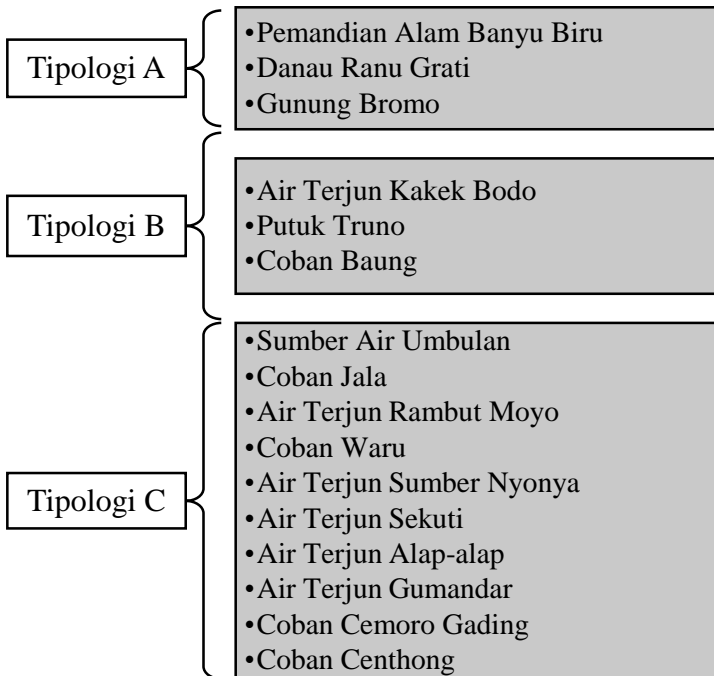 Tipologi A
•Pemandian Alam Banyu Biru
•Danau Ranu Grati
•Gunung Bromo
Tipologi B
•Air Terjun Kakek Bodo
•Putuk Truno
•Coban Baung
Tipologi C
•Sumber Air Umbulan
•Coban Jala
•Air Terjun Rambut Moyo
•Coban Waru
•Air Terjun Sumber Nyonya
•Air Terjun Sekuti
•Air Terjun Alap-alap
•Air Terjun Gumandar
•Coban Cemoro Gading
•Coban Centhong